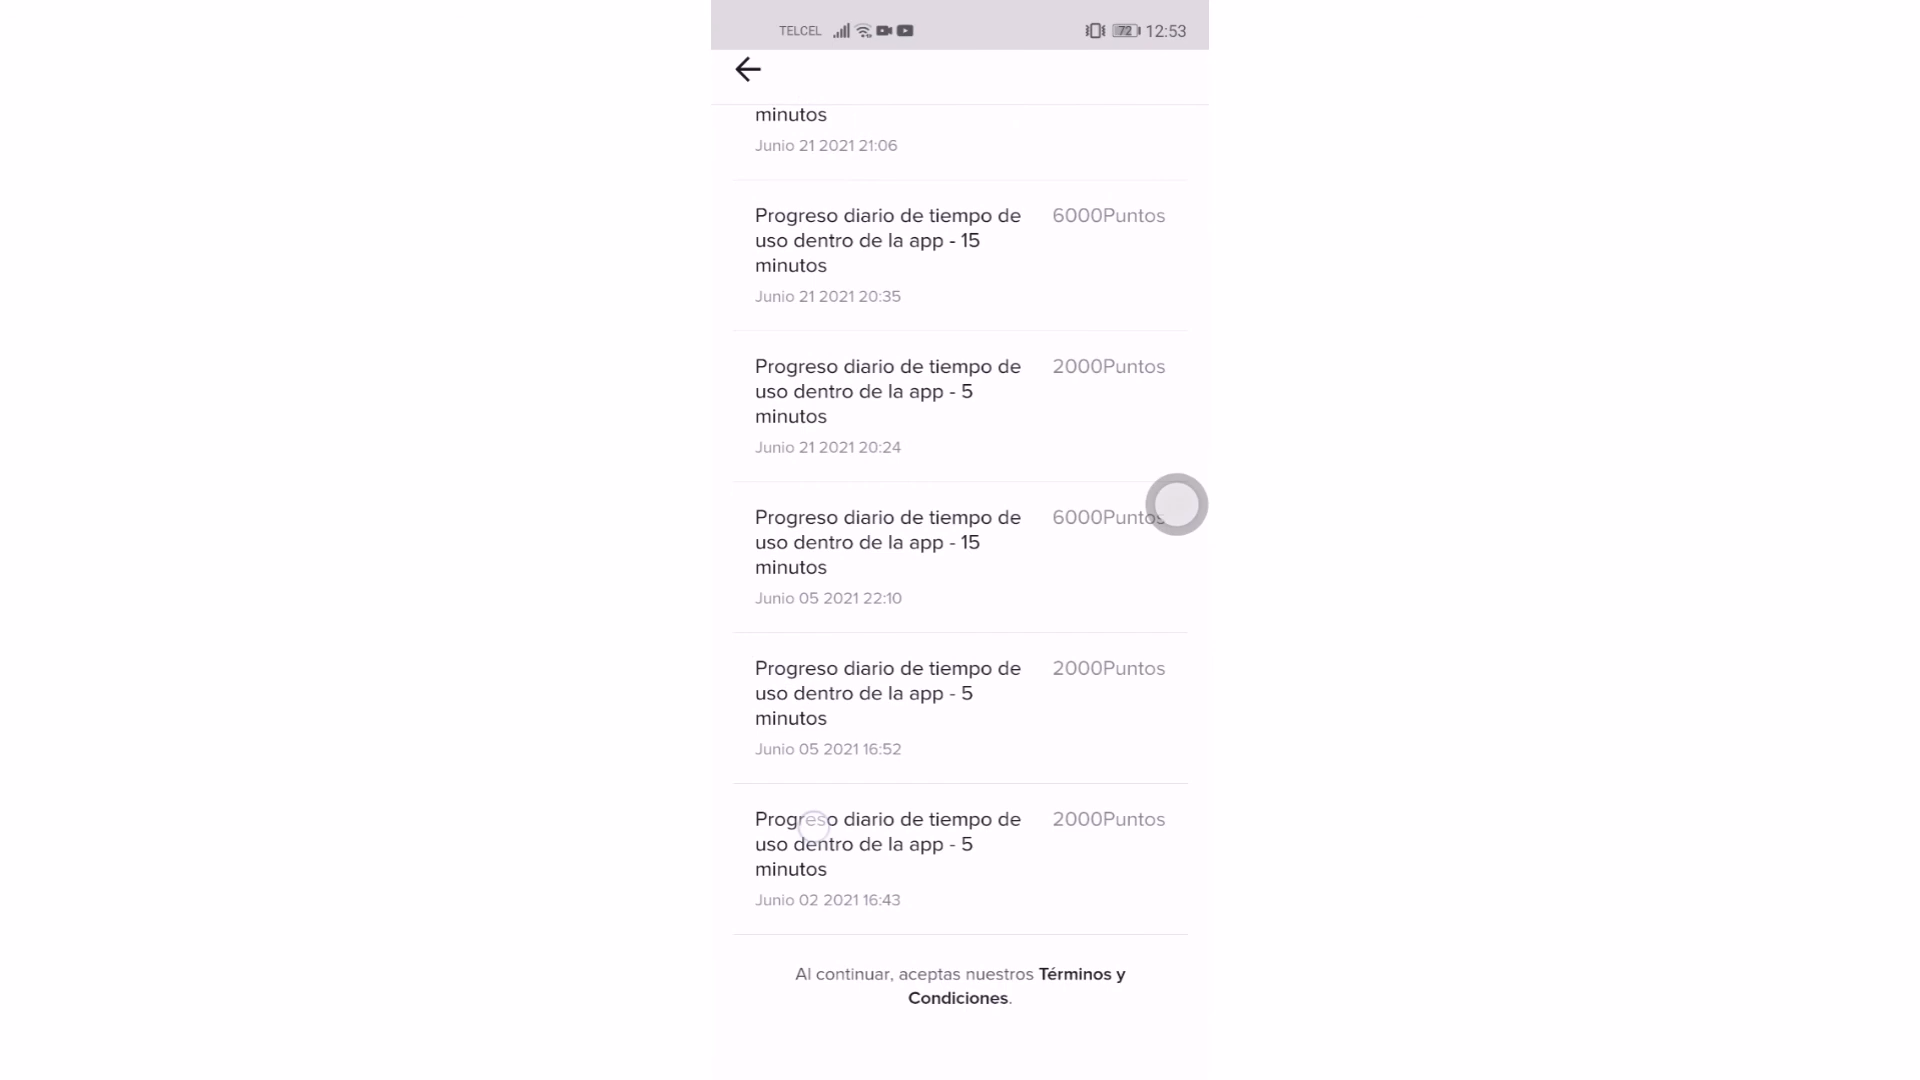 TELCEL 72 12:53
minutos
Junio 21 2021 21:06
Progreso diario de tiempo de 6000Puntos
uso dentro de la app - 15
minutos
Junio 21 2021 20:35
Progreso diario de tiempo de 2000Puntos
uso dentro de la app - 5
minutos
Junio 21 2021 20:24
Progreso diario de tiempo de 6000Puntos
uso dentro de la app - 15
minutos
Junio 05 2021 22:10
Progreso diario de tiempo de 2000Puntos
uso dentro de la app - 5
minutos
Junio 05 2021 16:52
Progreso diario de tiempo de 2000Puntos
uso dentro de la app - 5
minutos
Junio 02 2021 16:43
Al continuar, aceptas nuestros Términos y
Condiciones.